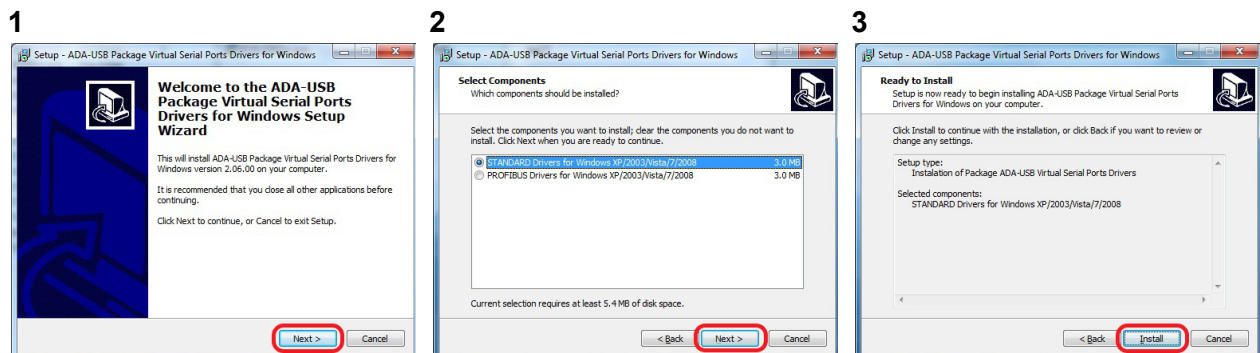 1
Setup - ADA-USB Package Virtual Serial Ports Drivers for Windows
Welcome to the ADA-USB
Package Virtual Serial Ports
Drivers for Windows Setup
Wizard
This will install ADA-USB Package Virtual Serial Ports Drivers for
Windows version 2.06.00 on your computer.
It is recommended that you close all other applications before
continuing.
Click Next to continue, or Cancel to exit Setup.
Next >
Cancel
2
Setup - ADA-USB Package Virtual Serial Ports Drivers for Windows
Select Components
Which components should be installed?
Select the components you want to install; clear the components you do not want to
install. Click Next when you are ready to continue.
STANDARD Drivers for Windows XP/2003/Vista/7/2008 3.0 MB
PROFIBUS Drivers for Windows XP/2003/Vista/7/2008 3.0 MB
Current selection requires at least 5.4 MB of disk space.
< Back
Next >
Cancel
3
Setup - ADA-USB Package Virtual Serial Ports Drivers for Windows
Ready to Install
Setup is now ready to begin installing ADA-USB Package Virtual Serial Ports
Drivers for Windows on your computer.
Click Install to continue with the installation, or click Back if you want to review or
change any settings.
Setup type:
Instalation of Package ADA-USB Virtual Serial Ports Drivers
Selected components:
STANDARD Drivers for Windows XP/2003/Vista/7/2008
< Back
Install
Cancel